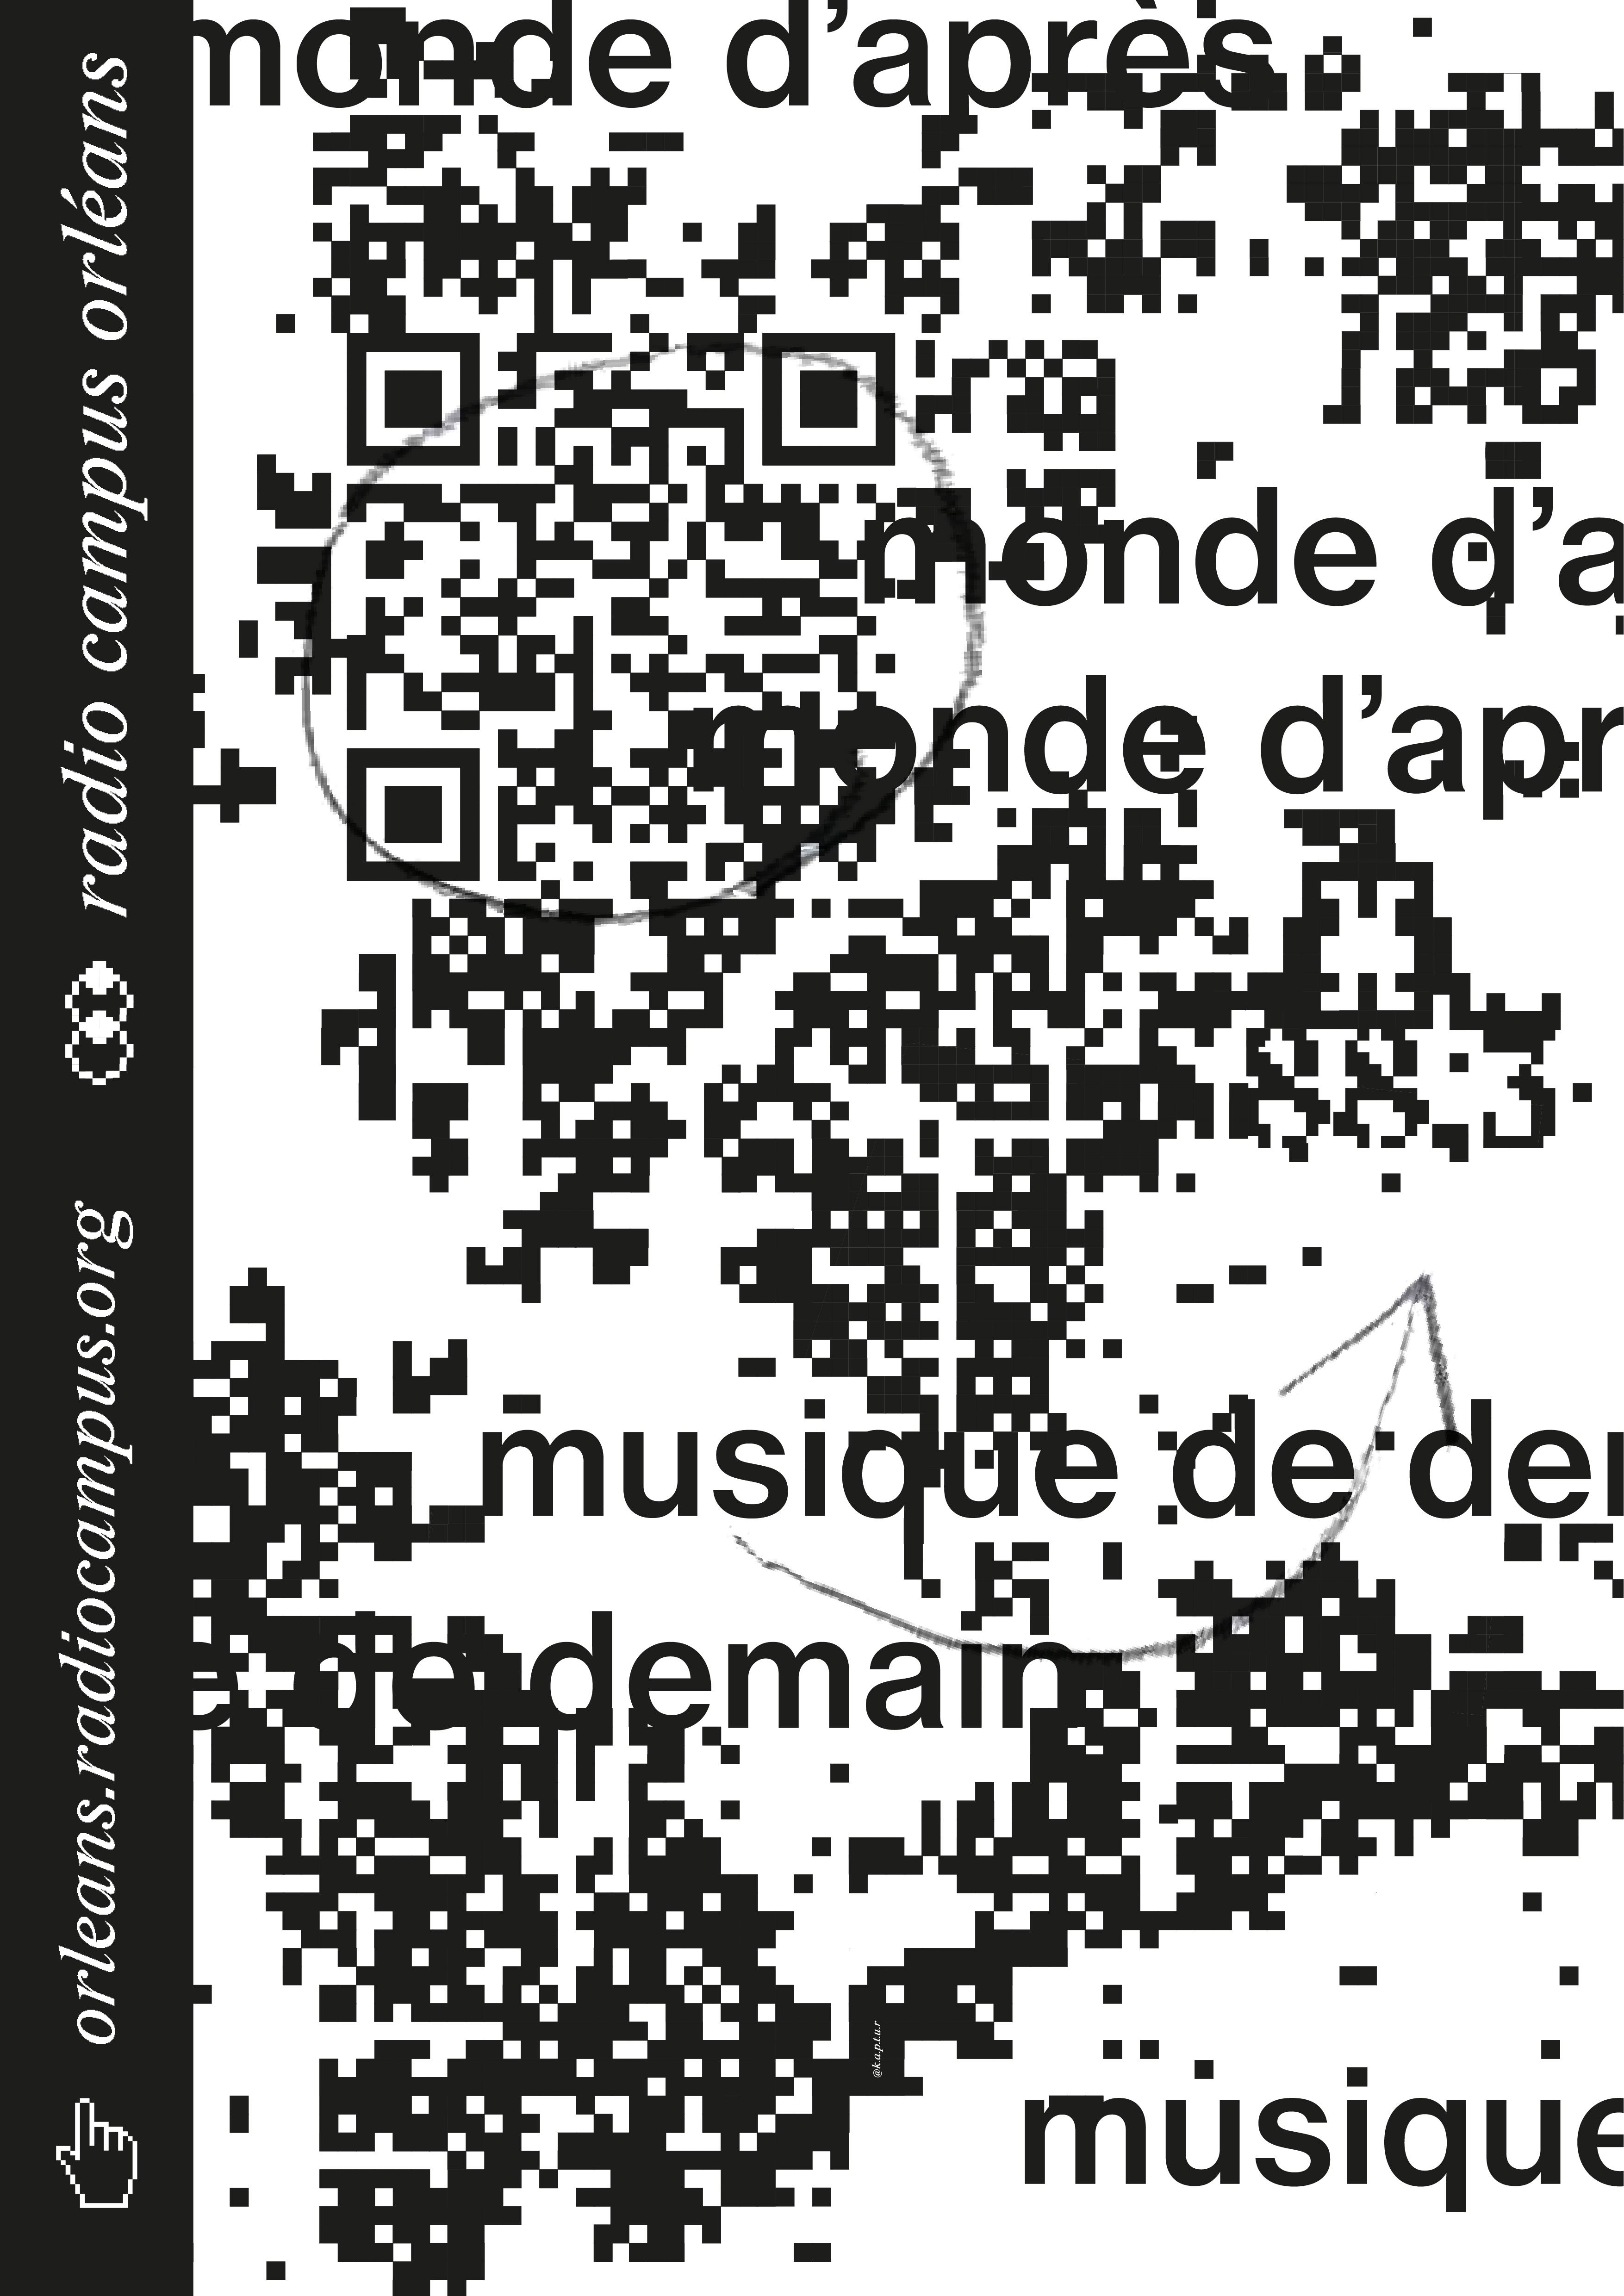 monde d’après.
monde d’a
monde d’apr
musique de de
e de demain
musique
radio campus orléans
orleans.radiocampus.org
@k.a.p.t.u.r